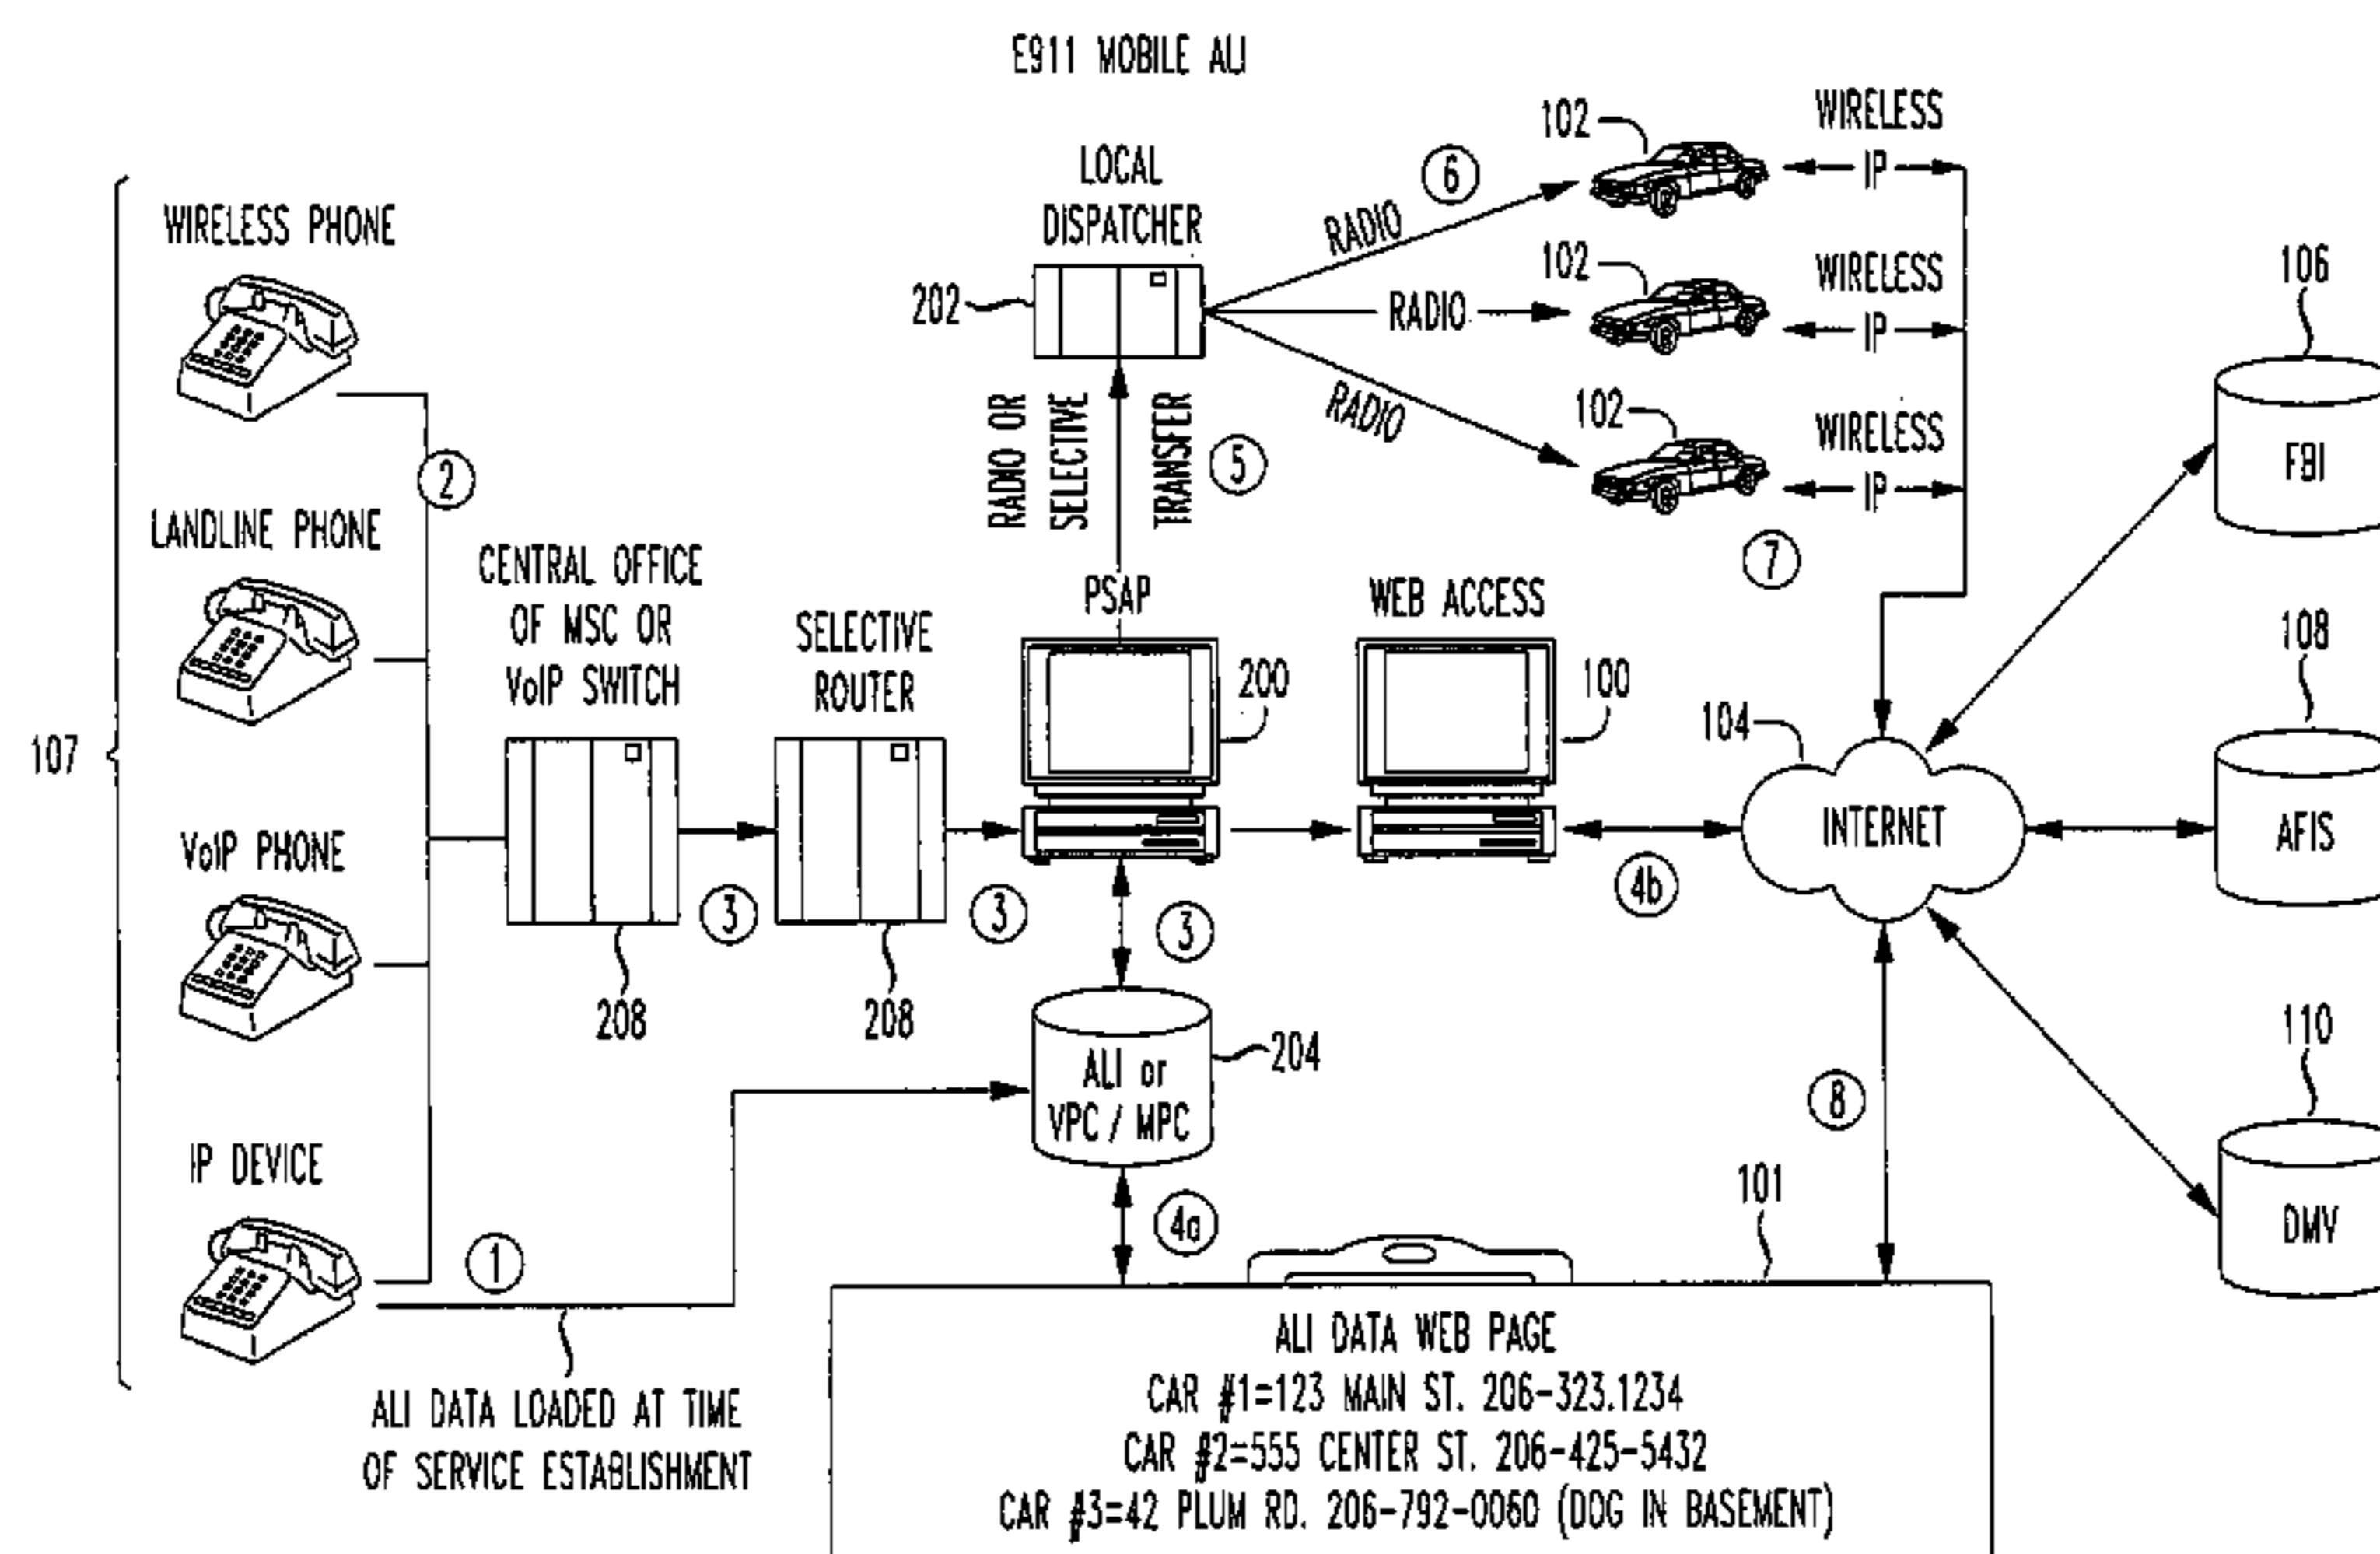 E911 MOBILE ALI
WIRELESS PHONE
LANDLINE PHONE
VoIP PHONE
IP DEVICE
107
2
1
ALI DATA LOADED AT TIME
OF SERVICE ESTABLISHMENT
CENTRAL OFFICE
OF MSC OR
VoIP SWITCH
208
3
SELECTIVE
ROUTER
208
3
LOCAL
DISPATCHER
202
RADIO OR
SELECTIVE
TRANSFER
5
PSAP
200
3
ALI or
VPC / MPC
204
4a
WEB ACCESS
100
4b
RADIO
RADIO
RADIO
6
102
102
102
WIRELESS
IP
WIRELESS
IP
WIRELESS
IP
7
104
INTERNET
8
106
FBI
108
AFIS
110
DMV
101
ALI DATA WEB PAGE
CAR #1=123 MAIN ST. 206-323.1234
CAR #2=555 CENTER ST. 206-425-5432
CAR #3=42 PLUM RD. 206-792-0060 (DOG IN BASEMENT)